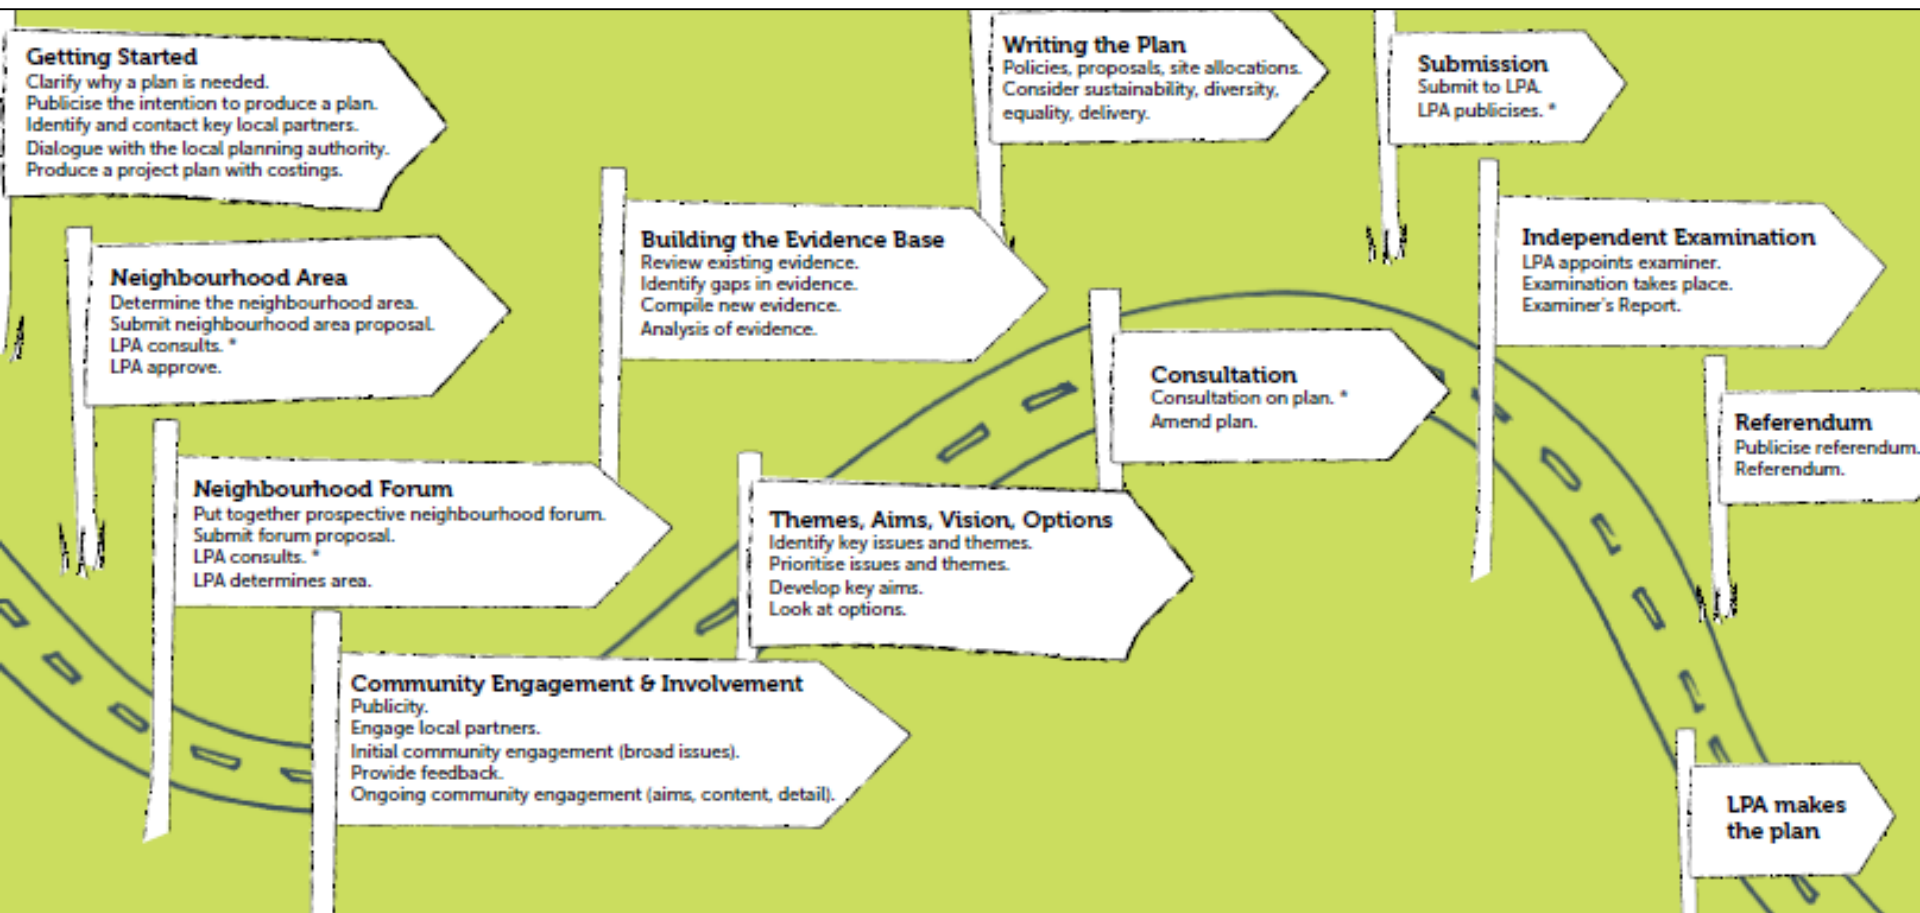 Getting Started
Clarify why a plan is needed.
Publicise the intention to produce a plan.
Identify and contact key local partners.
Dialogue with the local planning authority.
Produce a project plan with costings.
Neighbourhood Area
Determine the neighbourhood area.
Submit neighbourhood area proposal.
LPA consults. *
LPA approve.
Neighbourhood Forum
Put together prospective neighbourhood forum.
Submit forum proposal.
LPA consults. *
LPA determines area.
Community Engagement & Involvement
Publicity.
Engage local partners.
Initial community engagement (broad issues).
Provide feedback.
Ongoing community engagement (aims, content, detail).
Building the Evidence Base
Review existing evidence.
Identify gaps in evidence.
Compile new evidence.
Analysis of evidence.
Themes, Aims, Vision, Options
Identify key issues and themes.
Prioritise issues and themes.
Develop key aims.
Look at options.
Writing the Plan
Policies, proposals, site allocations.
Consider sustainability, diversity,
equality, delivery.
Consultation
Consultation on plan. *
Amend plan.
Submission
Submit to LPA.
LPA publicises. *
Independent Examination
LPA appoints examiner.
Examination takes place.
Examiner's Report.
Referendum
Publicise referendum.
Referendum.
LPA makes
the plan